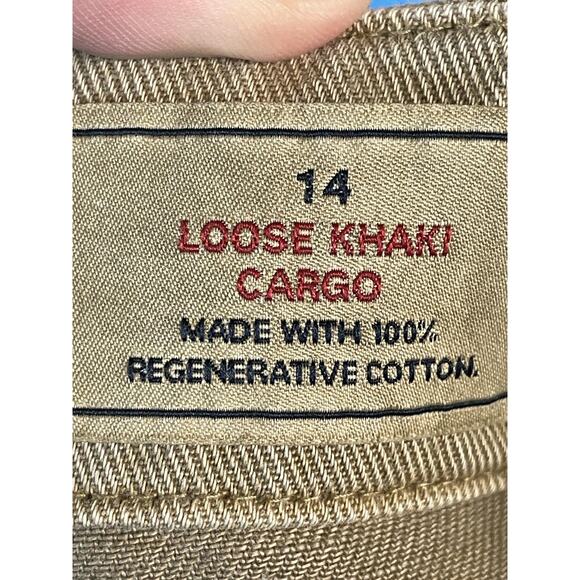 14
LOOSE KHAKI
CARGO
MADE WITH 100%
REGENERATIVE COTTON.